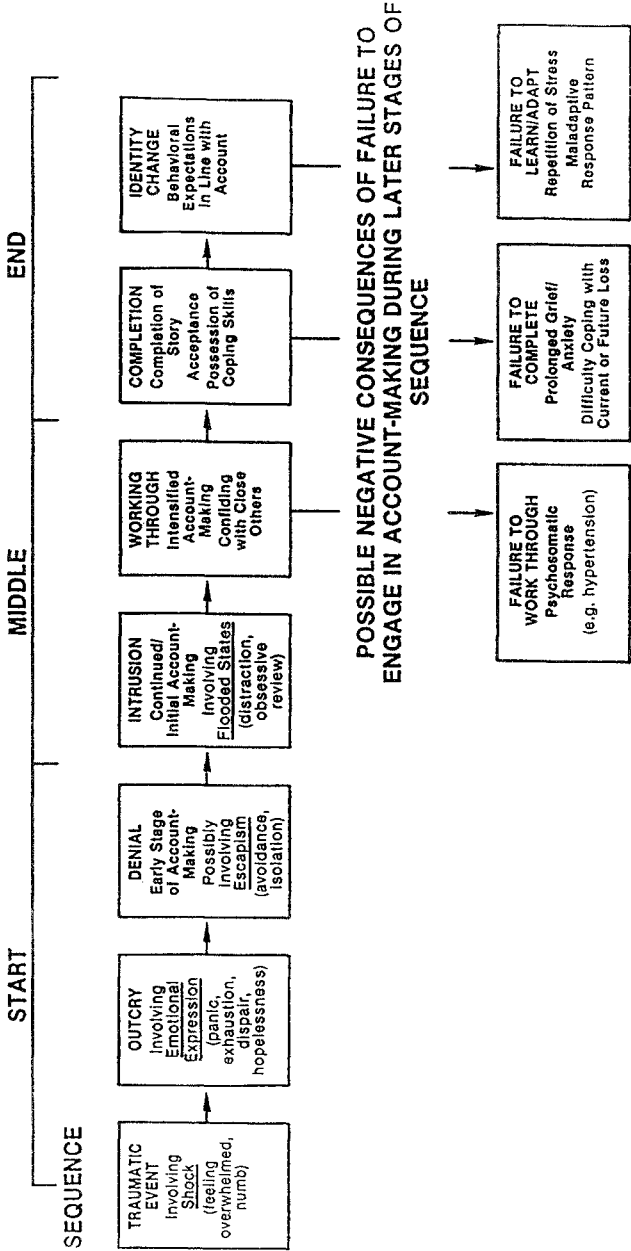 SEQUENCE
START
MIDDLE
END
TRAUMATIC
EVENT
Involving
Shock
(feeling
overwhelmed,
numb)
OUTCRY
Involving
Emotional
Expression
(panic,
exhaustion,
dispair,
hopelessness)
DENIAL
Early Stage
of Account-
Making
Possibly
Involving
Escapism
(avoidance,
isolation)
INTRUSION
Continued/
Initial Account-
Making
Involving
Flooded States
(distraction,
obsessive
review)
WORKING
THROUGH
Intensified
Account-
Making
Confiding
with Close
Others
COMPLETION
Completion of
Story
Acceptance
Possession of
Coping Skills
IDENTITY
CHANGE
Behavioral
Expectations
in Line with
Account
POSSIBLE NEGATIVE CONSEQUENCES OF FAILURE TO
ENGAGE IN ACCOUNT-MAKING DURING LATER STAGES OF
SEQUENCE
FAILURE TO
WORK THROUGH
Psychosomatic
Response
(e.g. hypertension)
FAILURE TO
COMPLETE
Prolonged Grief/
Anxiety
Difficulty Coping with
Current or Future Loss
FAILURE TO
LEARN/ADAPT
Repetition of Stress
Maladaptive
Response Pattern